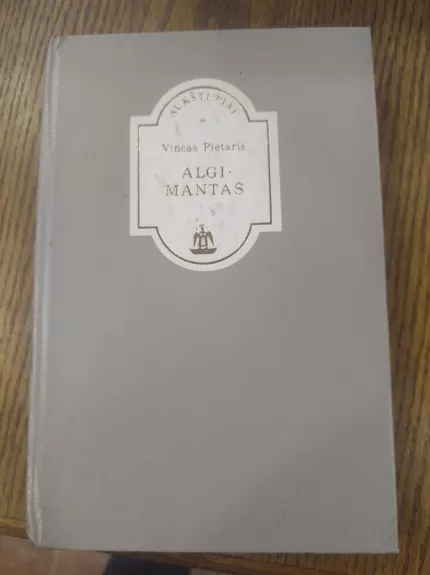 AUKŠTUPIAI
Vincas Pietaris
ALGI-
MANTAS